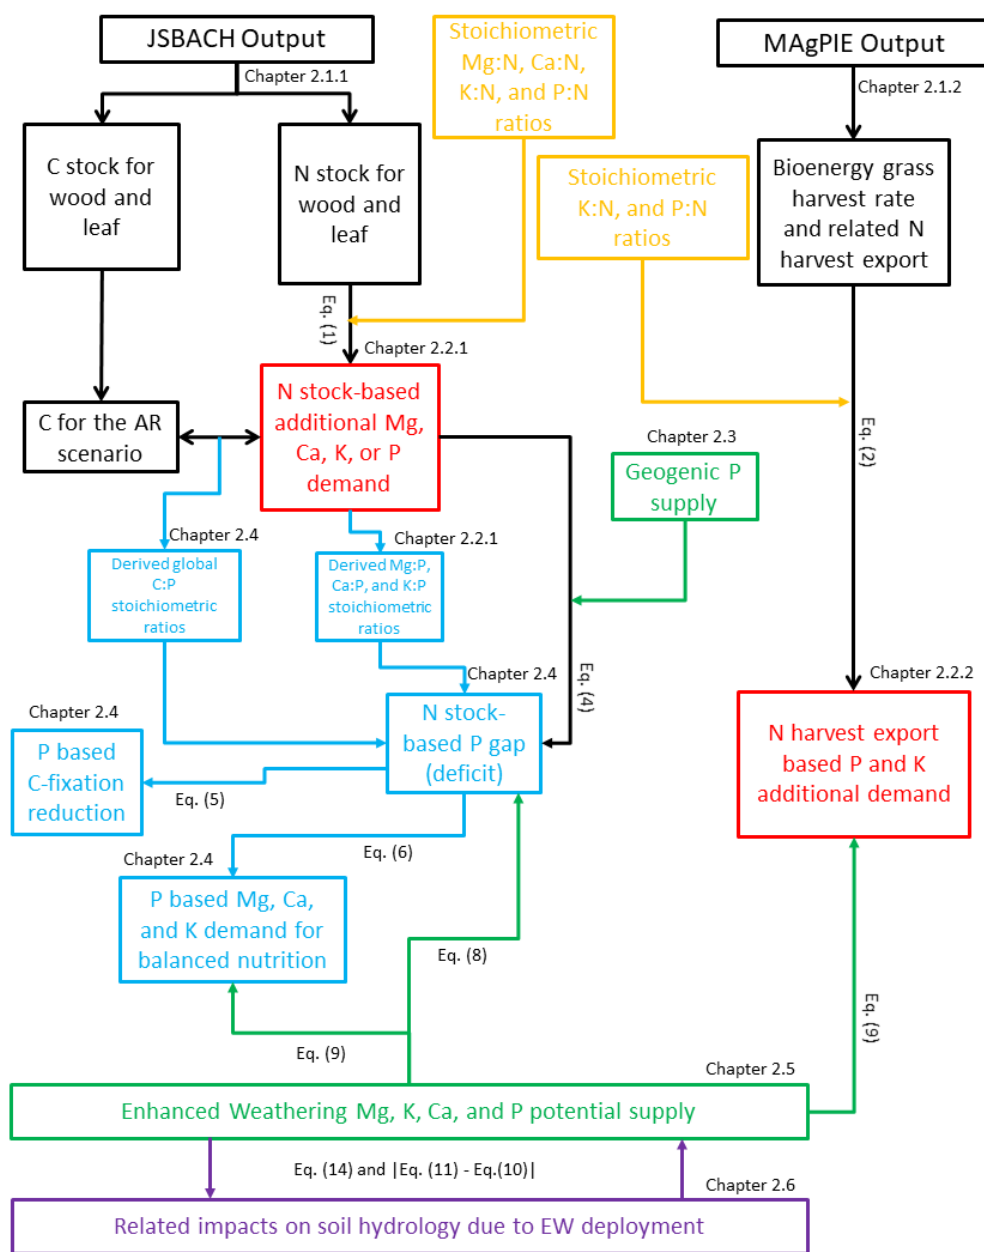 JSBACH Output
Chapter 2.1.1
C stock for
wood and
leaf
N stock for
wood and
leaf
Stoichiometric
Mg:N, Ca:N,
K:N, and P:N
ratios
Stoichiometric
K:N, and P:N
ratios
MAgPIE Output
Chapter 2.1.2
Bioenergy grass
harvest rate
and related N
harvest export
Eq. (1)
Chapter 2.2.1
C for the AR
scenario
N stock-based
additional Mg,
Ca, K, or P
demand
Eq. (2)
Chapter 2.3
Geogenic P
supply
Chapter 2.4
Derived global
C:P
stoichiometric
ratios
Chapter 2.2.1
Derived Mg:P,
Ca:P, and K:P
stoichiometric
ratios
Eq. (4)
Chapter 2.4
N stock-
based P gap
(deficit)
Chapter 2.4
P based
C-fixation
reduction
Eq. (5)
Chapter 2.2.2
N harvest export
based P and K
additional demand
Eq. (6)
Chapter 2.4
P based Mg, Ca,
and K demand for
balanced nutrition
Eq. (8)
Eq. (9)
Eq. (9)
Chapter 2.5
Enhanced Weathering Mg, K, Ca, and P potential supply
Eq. (14) and |Eq. (11) - Eq.(10)|
Chapter 2.6
Related impacts on soil hydrology due to EW deployment